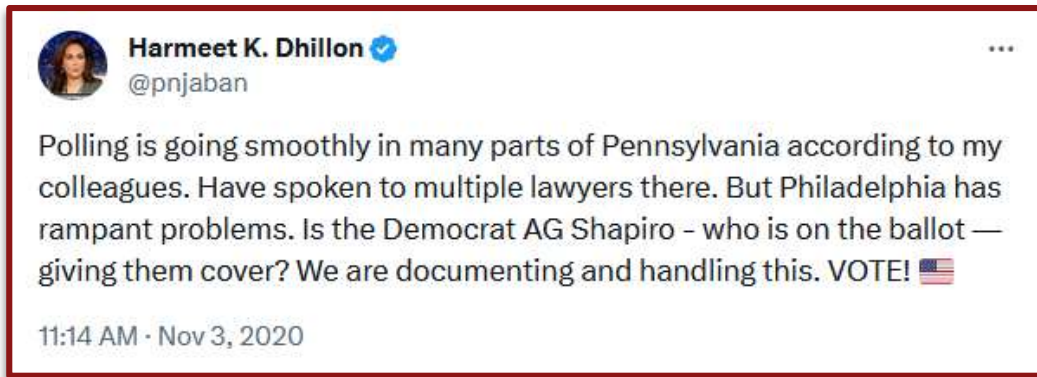 Harmeet K. Dhillon
@pnjaban
Polling is going smoothly in many parts of Pennsylvania according to my
colleagues. Have spoken to multiple lawyers there. But Philadelphia has
rampant problems. Is the Democrat AG Shapiro - who is on the ballot —
giving them cover? We are documenting and handling this. VOTE! 🇺🇸
11:14 AM · Nov 3, 2020